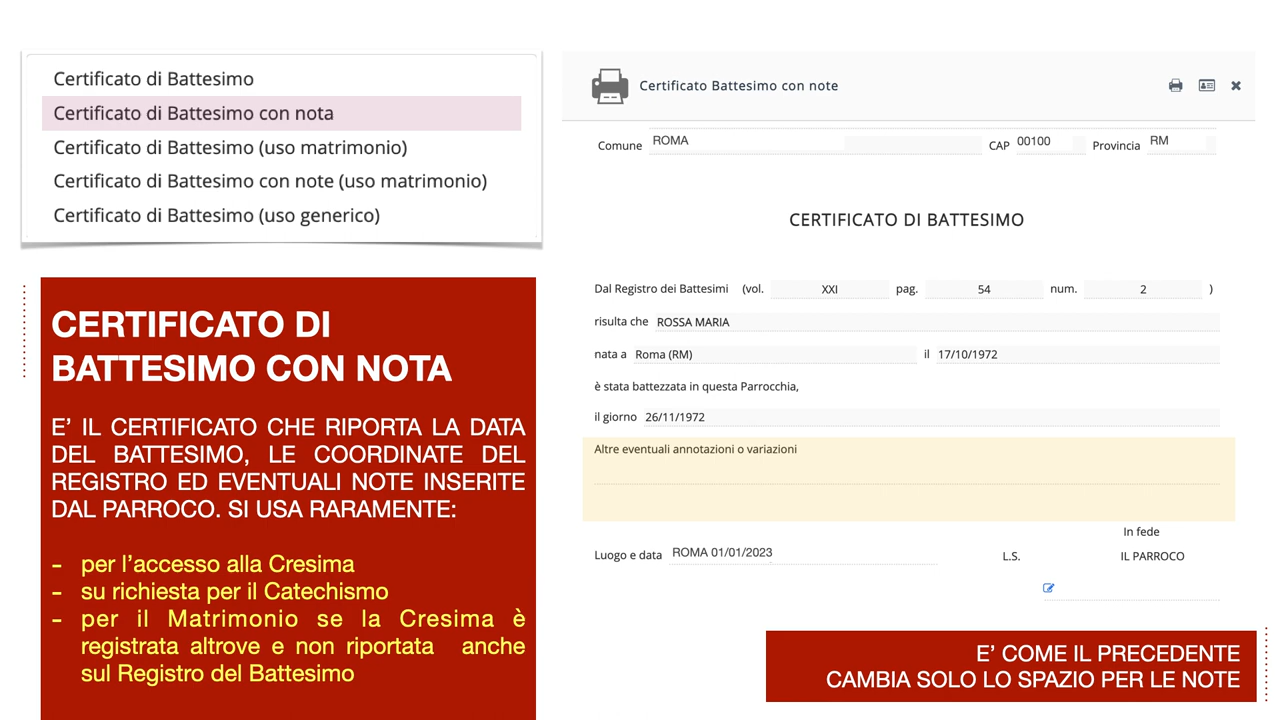 Certificato di Battesimo
Certificato di Battesimo con nota
Certificato di Battesimo (uso matrimonio)
Certificato di Battesimo con note (uso matrimonio)
Certificato di Battesimo (uso generico)
CERTIFICATO DI
BATTESIMO CON NOTA
E’ IL CERTIFICATO CHE RIPORTA LA DATA
DEL BATTESIMO, LE COORDINATE DEL
REGISTRO ED EVENTUALI NOTE INSERITE
DAL PARROCO. SI USA RARAMENTE:
- per l’accesso alla Cresima
- su richiesta per il Catechismo
- per il Matrimonio se la Cresima è
registrata altrove e non riportata anche
sul Registro del Battesimo
Certificato Battesimo con note
Comune ROMA CAP 00100 Provincia RM
CERTIFICATO DI BATTESIMO
Dal Registro dei Battesimi (vol. XXI pag. 54 num. 2 )
risulta che ROSSA MARIA
nata a Roma (RM) il 17/10/1972
è stata battezzata in questa Parrocchia,
il giorno 26/11/1972
Altre eventuali annotazioni o variazioni
In fede
Luogo e data ROMA 01/01/2023 L.S. IL PARROCO
E’ COME IL PRECEDENTE
CAMBIA SOLO LO SPAZIO PER LE NOTE